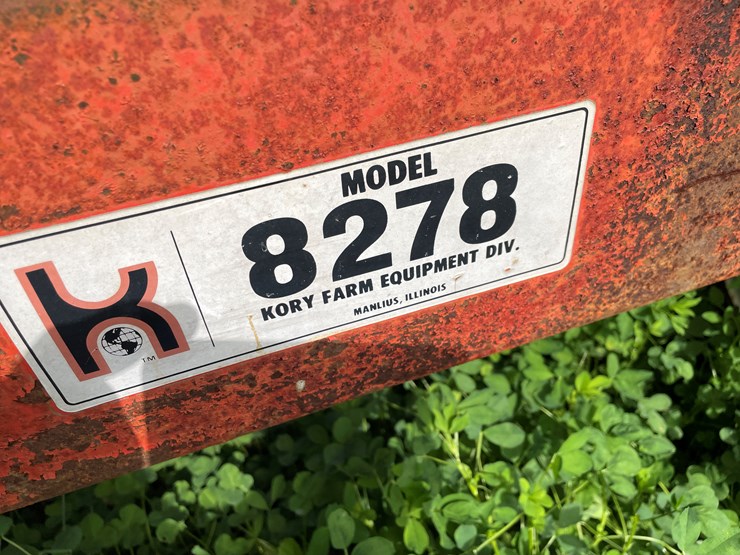 MODEL
8278
KORY FARM EQUIPMENT DIV.
MANLIUS, ILLINOIS
K
TM